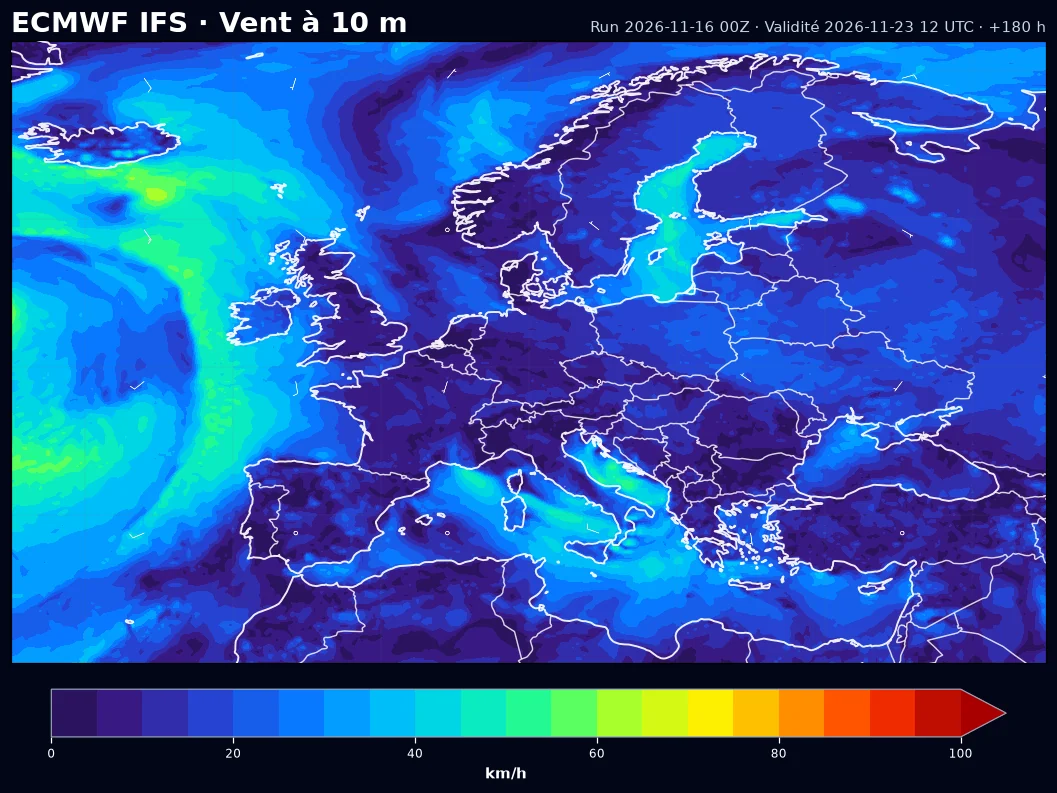 ECMWF IFS · Vent à 10 m
Run 2026-11-16 00Z · Validité 2026-11-23 12 UTC · +180 h
0 20 40 60 80 100
km/h